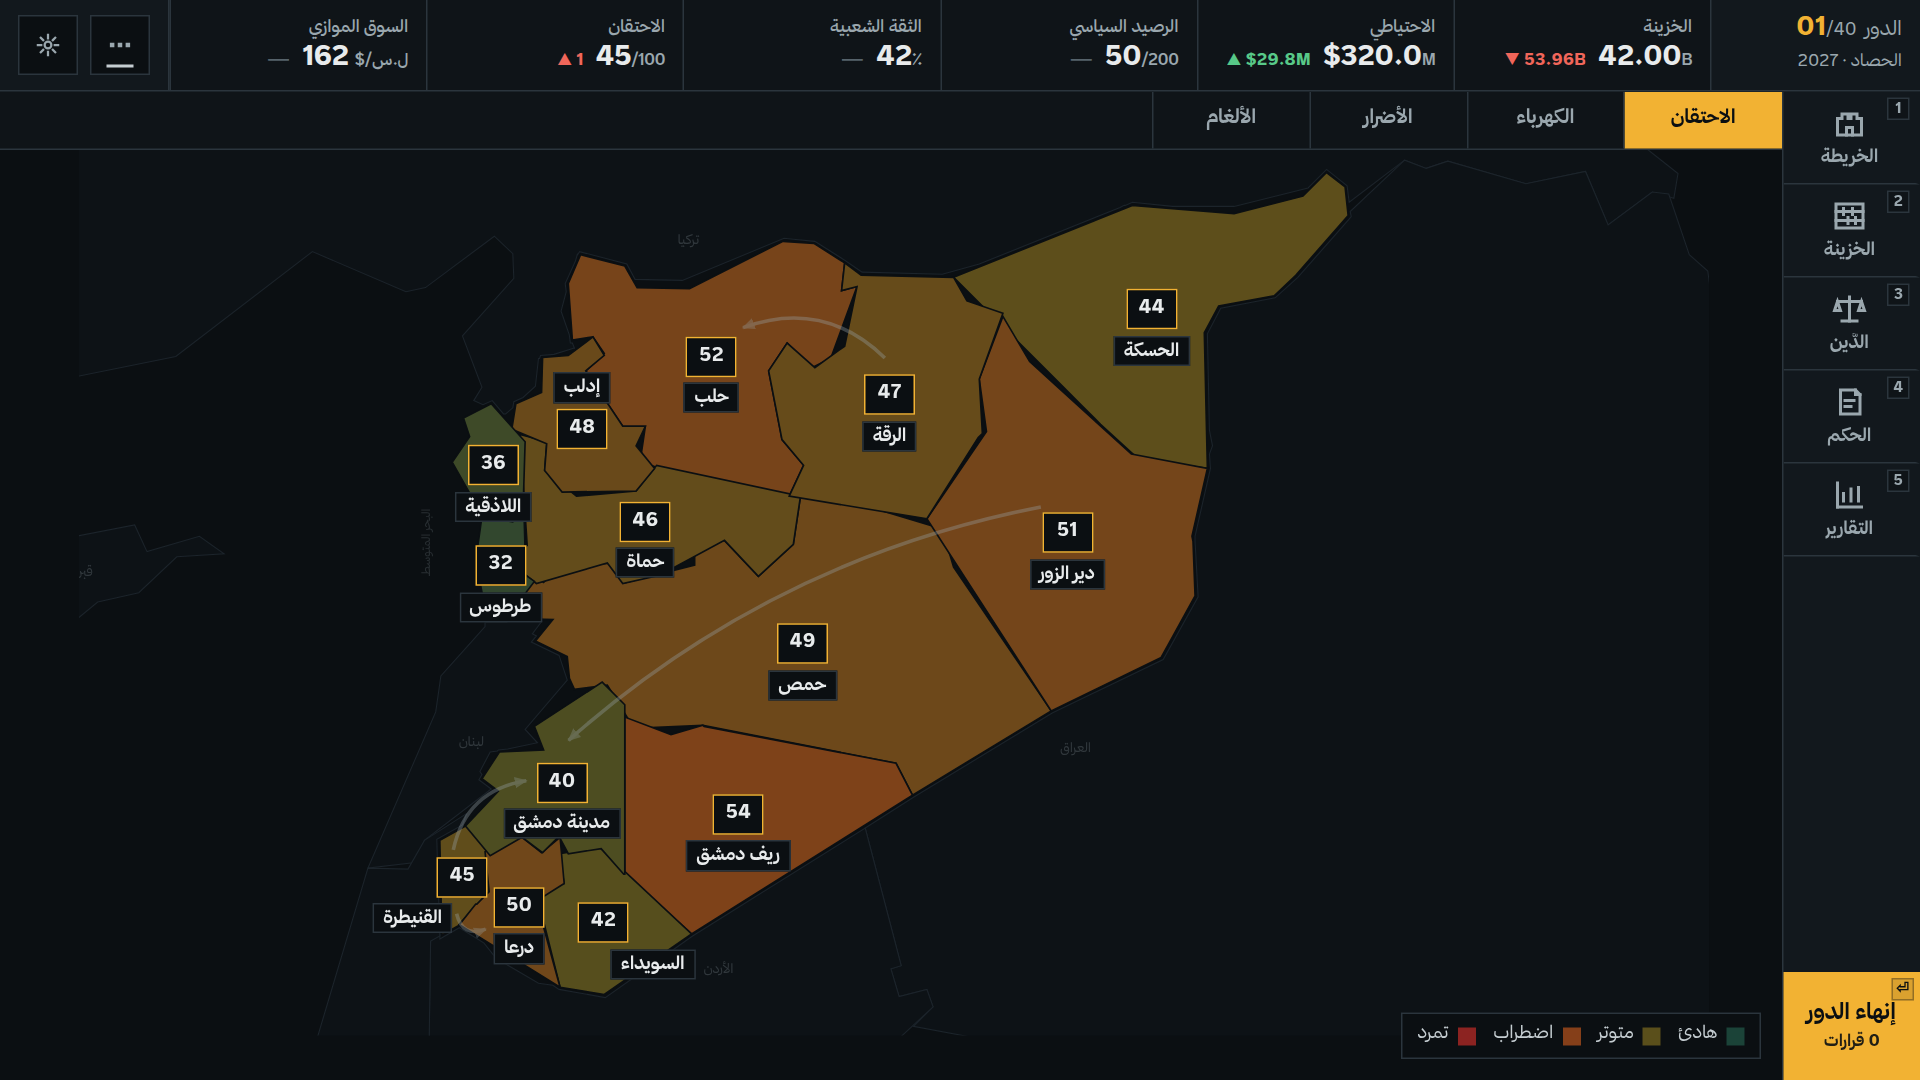 الدور 01/40
الحصاد · 2027
الخزينة
42.00B ▼ 53.96B
الاحتياطي
$320.0M ▲ $29.8M
الرصيد السياسي
50/200 —
الثقة الشعبية
42٪ —
الاحتقان
45/100 ▲ 1
السوق الموازي
162 ل.س/$ —
...
الاحتقان
الكهرباء
الأضرار
الألغام
1
الخريطة
2
الخزينة
3
الدّين
4
الحكم
5
التقارير
تركيا
44
الحسكة
52
حلب
47
الرقة
إدلب
48
36
اللاذقية
46
حماة
51
دير الزور
32
طرطوس
البحر المتوسط
قبر
49
حمص
لبنان
العراق
40
مدينة دمشق
54
ريف دمشق
45
القنيطرة
50
درعا
42
السويداء
الأردن
هادئ
متوتر
اضطراب
تمرد
إنهاء الدور
0 قرارات